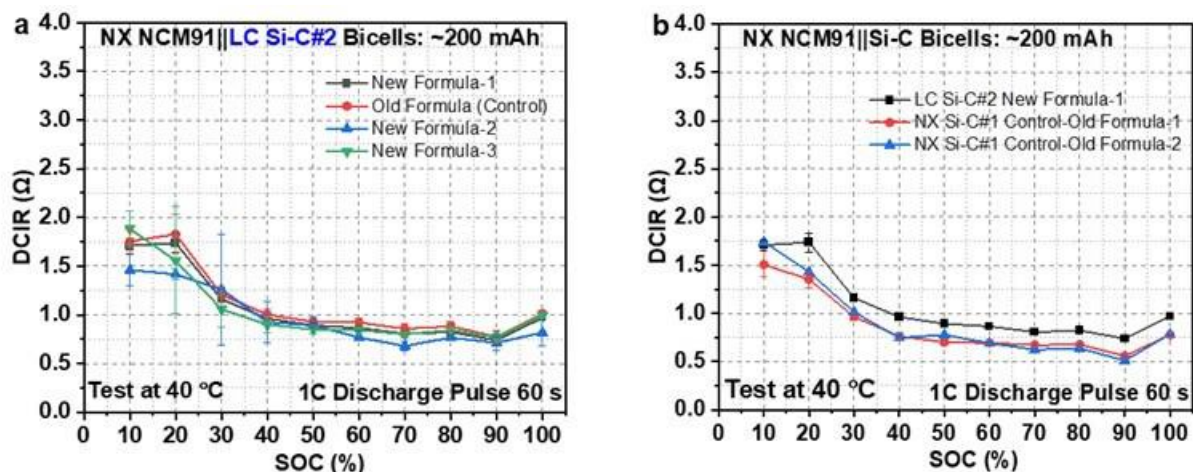 a
NX NCM91||LC Si-C#2 Bicells: ~200 mAh
New Formula-1
Old Formula (Control)
New Formula-2
New Formula-3
4.0
3.5
3.0
2.5
2.0
1.5
1.0
0.5
0.0
DCIR (Ω)
Test at 40 °C
1C Discharge Pulse 60 s
0 10 20 30 40 50 60 70 80 90 100
SOC (%)
b
NX NCM91||Si-C Bicells: ~200 mAh
LC Si-C#2 New Formula-1
NX Si-C#1 Control-Old Formula-1
NX Si-C#1 Control-Old Formula-2
4.0
3.5
3.0
2.5
2.0
1.5
1.0
0.5
0.0
DCIR (Ω)
Test at 40 °C
1C Discharge Pulse 60 s
0 10 20 30 40 50 60 70 80 90 100
SOC (%)